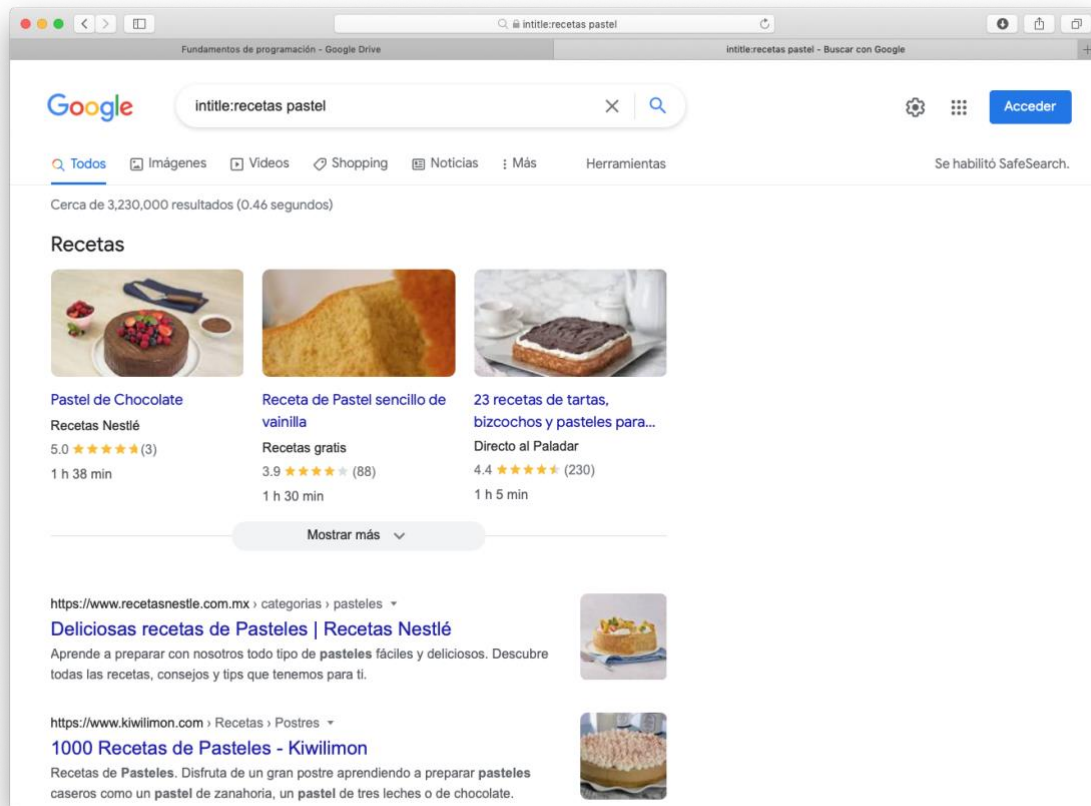 intitle:recetas pastel
Fundamentos de programación - Google Drive
intitle:recetas pastel - Buscar con Google
Google
intitle:recetas pastel
Acceder
Todos
Imágenes
Videos
Shopping
Noticias
Más
Herramientas
Se habilitó SafeSearch.
Cerca de 3,230,000 resultados (0.46 segundos)
Recetas
Pastel de Chocolate
Recetas Nestlé
5.0 (3)
1 h 38 min
Receta de Pastel sencillo de
vainilla
Recetas gratis
3.9 (88)
1 h 30 min
23 recetas de tartas,
bizcochos y pasteles para...
Directo al Paladar
4.4 (230)
1 h 5 min
Mostrar más
https://www.recetasnestle.com.mx › categorias › pasteles
Deliciosas recetas de Pasteles | Recetas Nestlé
Aprende a preparar con nosotros todo tipo de pasteles fáciles y deliciosos. Descubre
todas las recetas, consejos y tips que tenemos para ti.
https://www.kiwilimon.com › Recetas › Postres
1000 Recetas de Pasteles - Kiwilimon
Recetas de Pasteles. Disfruta de un gran postre aprendiendo a preparar pasteles
caseros como un pastel de zanahoria, un pastel de tres leches o de chocolate.